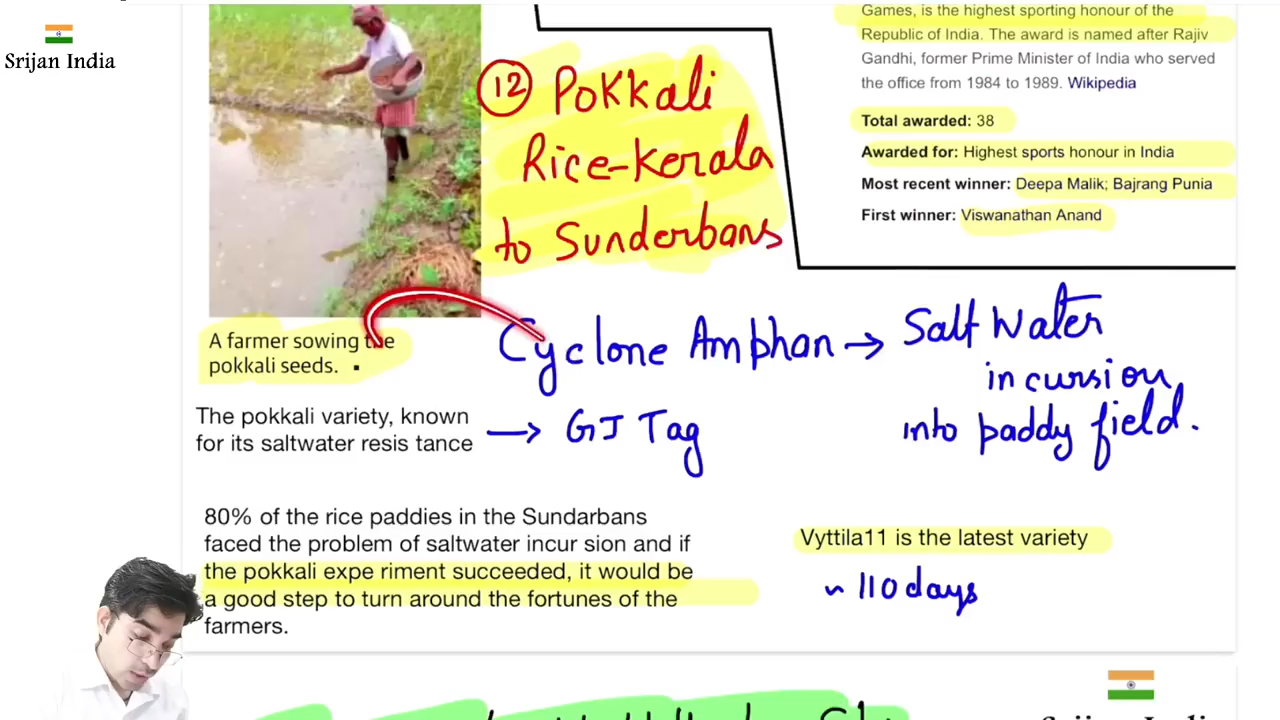 Srijan India
Games, is the highest sporting honour of the
Republic of India. The award is named after Rajiv
Gandhi, former Prime Minister of India who served
the office from 1984 to 1989. Wikipedia
Total awarded: 38
Awarded for: Highest sports honour in India
Most recent winner: Deepa Malik; Bajrang Punia
First winner: Viswanathan Anand
12 Pokkali
Rice-Kerala
to Sunderbans
A farmer sowing the
pokkali seeds.
Cyclone Amphan → Salt Water
incursion
into paddy field.
The pokkali variety, known
for its saltwater resis tance
→ GI Tag
80% of the rice paddies in the Sundarbans
faced the problem of saltwater incur sion and if
the pokkali expe riment succeeded, it would be
a good step to turn around the fortunes of the
farmers.
Vyttila11 is the latest variety
~ 110 days